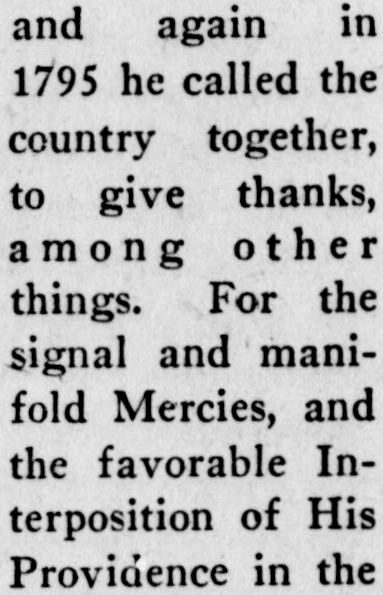 and again in
1795 he called the
country together,
to give thanks,
among other
things. For the
signal and mani-
fold Mercies, and
the favorable In-
terposition of His
Providence in the